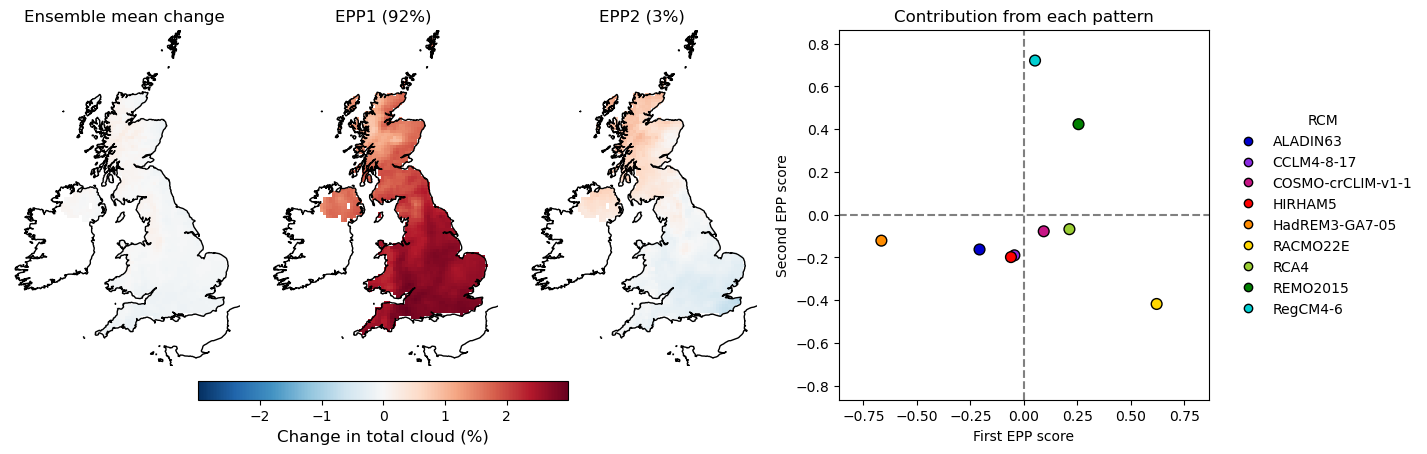 Ensemble mean change
EPP1 (92%)
EPP2 (3%)
Contribution from each pattern
−2
−1
0
1
2
Change in total cloud (%)
0.8
0.6
0.4
0.2
0.0
−0.2
−0.4
−0.6
−0.8
Second EPP score
−0.75
−0.50
−0.25
0.00
0.25
0.50
0.75
First EPP score
RCM
ALADIN63
CCLM4-8-17
COSMO-crCLIM-v1-1
HIRHAM5
HadREM3-GA7-05
RACMO22E
RCA4
REMO2015
RegCM4-6